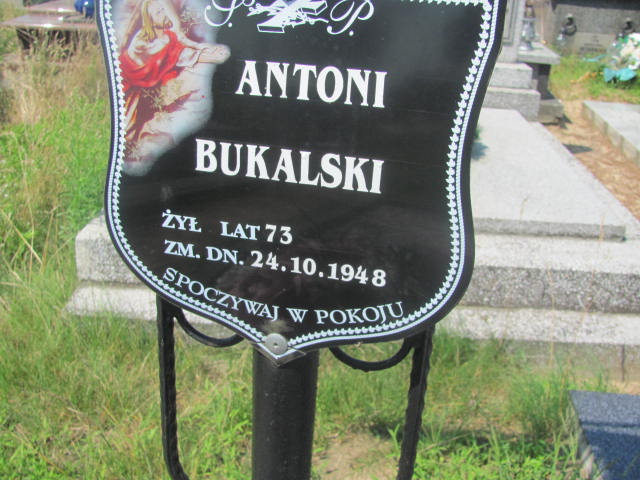 Ś. P.
ANTONI
BUKALSKI
ŻYŁ LAT 73
ZM. DN. 24.10.1948
SPOCZYWAJ W POKOJU